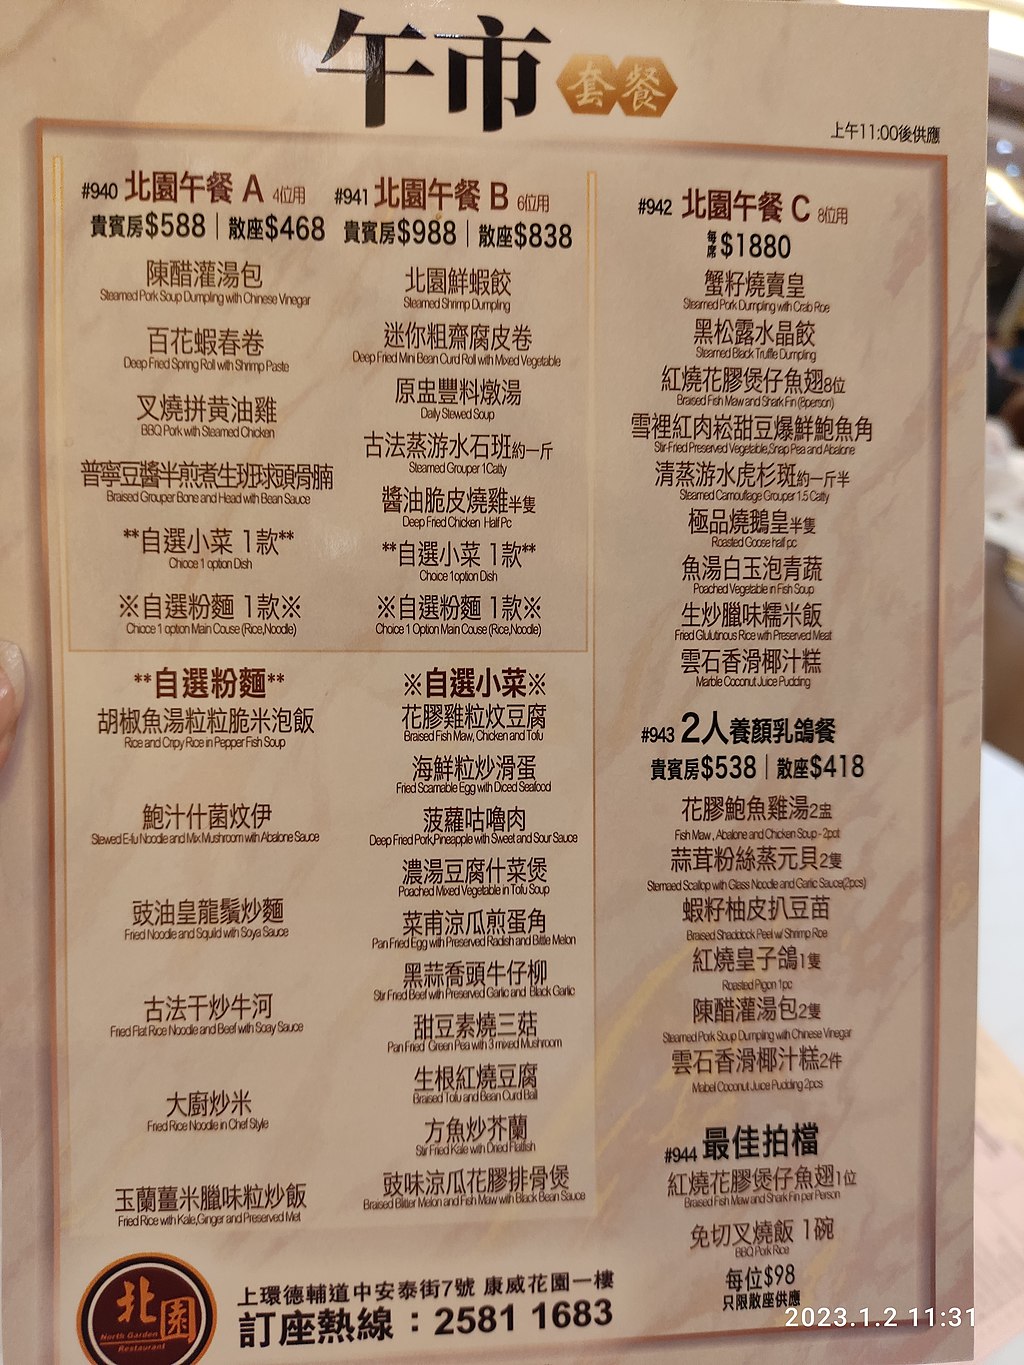 午市 套餐
上午11:00後供應
#940 北園午餐 A 4位用
貴賓房$588｜散座$468
陳醋灌湯包
Steamed Pork Soup Dumpling with Chinese Vinegar
百花蝦春卷
Deep Fried Spring Roll with Shrimp Paste
叉燒拼黄油雞
BBQ Pork with Steamed Chicken
普寧豆醬半煎煮生班球頭骨腩
Braised Grouper Bone and Head with Bean Sauce
**自選小菜 1款**
Chioce 1 option Dish
※自選粉麵 1款※
Chioce 1 option Main Couse (Rice,Noodle)
#941 北園午餐 B 6位用
貴賓房$988｜散座$838
北園鮮蝦餃
Steamed Shrimp Dumpling
迷你粗齋腐皮卷
Deep Fried Mini Bean Curd Roll with Mixed Vegetable
原盅豐料燉湯
Daily Stewed Soup
古法蒸游水石班約一斤
Steamed Grouper 1Catty
醬油脆皮燒雞半隻
Deep Fried Chicken Half Pc
**自選小菜 1款**
Choice 1option Dish
※自選粉麵 1款※
Choice 1 Option Main Couse (Rice,Noodle)
**自選粉麵**
胡椒魚湯粒粒脆米泡飯
Rice and Cripy Rice in Pepper Fish Soup
鮑汁什菌炆伊
Stewed E-fu Noodle and Mix Mushroom with Abalone Sauce
豉油皇龍鬚炒麵
Fried Noodle and Squild with Soya Sauce
古法干炒牛河
Fried Flat Rice Noodle and Beef with Soay Sauce
大廚炒米
Fried Rice Noodle in Chef Style
玉蘭薑米臘味粒炒飯
Fried Rice with Kale,Ginger and Preserved Met
※自選小菜※
花膠雞粒炆豆腐
Braised Fish Maw, Chicken and Tofu
海鮮粒炒滑蛋
Fried Scamable Egg with Diced Seafood
菠蘿咕嚕肉
Deep Fried Pork,Pineapple with Sweet and Sour Sauce
濃湯豆腐什菜煲
Poached Mixed Vegetable in Tofu Soup
菜甫涼瓜煎蛋角
Pan Fried Egg with Preserved Radish and Bittle Melon
黑蒜喬頭牛仔柳
Stir Fried Beef with Preserved Garlic and Black Garlic
甜豆素燒三菇
Pan Fried Green Pea with 3 mixed Mushroom
生根紅燒豆腐
Braised Tofu and Bean Curd Ball
方魚炒芥蘭
Stir Fried Kale with Dried Flatfish
豉味涼瓜花膠排骨煲
Braised Bitter Melon and Fish Maw with Black Bean Sauce
#942 北園午餐 C 8位用
每席 $1880
蟹籽燒賣皇
Steamed Pork Dumpling with Crab Roe
黑松露水晶餃
Steamed Black Truffle Dumpling
紅燒花膠煲仔魚翅8位
Braised Fish Maw and Shark Fin (8person)
雪裡紅肉崧甜豆爆鮮鮑魚角
Stir-Fried Preserved Vegetable,Snap Pea and Abalone
清蒸游水虎杉斑約一斤半
Steamed Camouflage Grouper 1.5 Catty
極品燒鵝皇半隻
Roasted Goose half pc
魚湯白玉泡青蔬
Poached Vegetable in Fish Soup
生炒臘味糯米飯
Fried Glulutinous Rice with Preserved Meat
雲石香滑椰汁糕
Marble Coconut Juice Pudding
#943 2人養顏乳鴿餐
貴賓房$538｜散座$418
花膠鮑魚雞湯2盅
Fish Maw , Abalone and Chicken Soup - 2pot
蒜茸粉絲蒸元貝2隻
Stemaed Scallop with Glass Noodle and Garlic Sauce(2pcs)
蝦籽柚皮扒豆苗
Braised Shaddock Peel w/ Shrimp Roe
紅燒皇子鴿1隻
Roasted Pigon 1pc
陳醋灌湯包2隻
Steamed Pork Soup Dumpling with Chinese Vinegar
雲石香滑椰汁糕2件
Mabel Coconut Juice Pudding 2pcs
#944 最佳拍檔
紅燒花膠煲仔魚翅1位
Braised Fish Maw and Shark Fin per Person
免切叉燒飯 1碗
BBQ Pork Rice
每位$98
只限散座供應
北園
North Garden
Restaurant
上環德輔道中安泰街7號 康威花園一樓
訂座熱線：2581 1683
2023.1.2 11:31